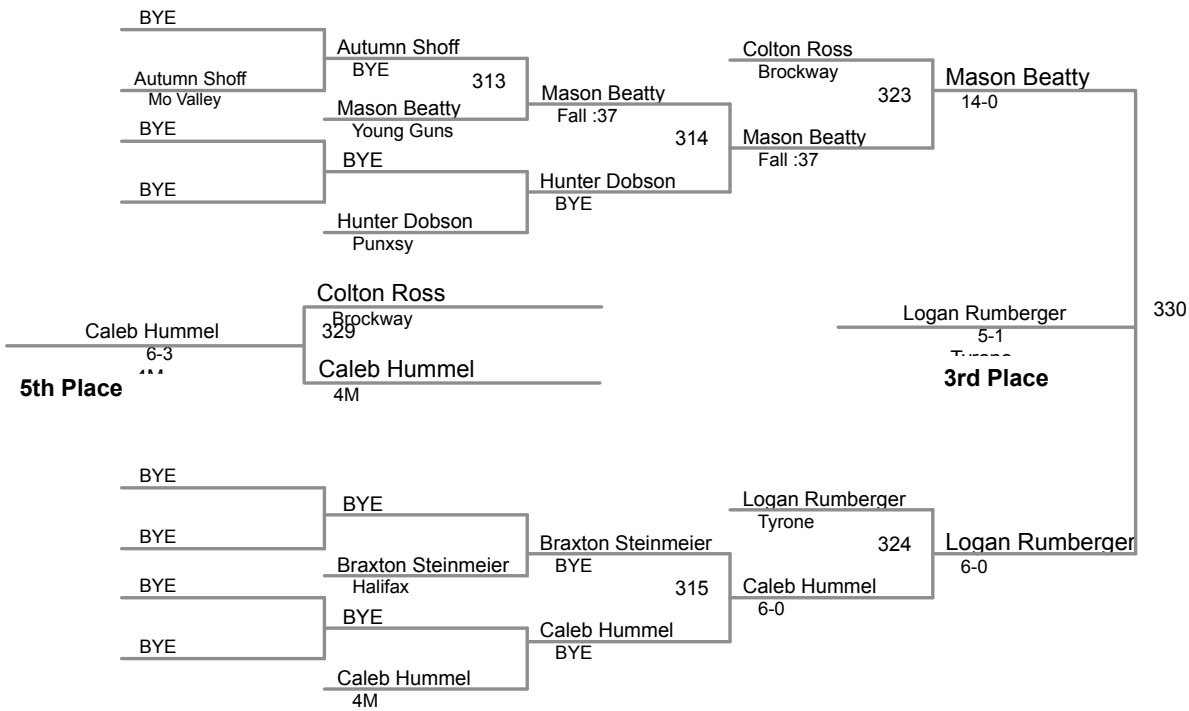 BYE
Autumn Shoff
Mo Valley
BYE
BYE
Autumn Shoff
BYE
313
Mason Beatty
Young Guns
BYE
Hunter Dobson
Punxsy
Mason Beatty
Fall :37
314
Hunter Dobson
BYE
Colton Ross
Brockway
323
Mason Beatty
Fall :37
Mason Beatty
14-0
Colton Ross
Brockway
329
Caleb Hummel
4M
Caleb Hummel
6-3
4M
5th Place
Logan Rumberger
5-1
Tyrone
3rd Place
330
BYE
BYE
BYE
BYE
BYE
Braxton Steinmeier
Halifax
BYE
Caleb Hummel
4M
Braxton Steinmeier
BYE
315
Caleb Hummel
BYE
Logan Rumberger
Tyrone
324
Caleb Hummel
6-0
Logan Rumberger
6-0